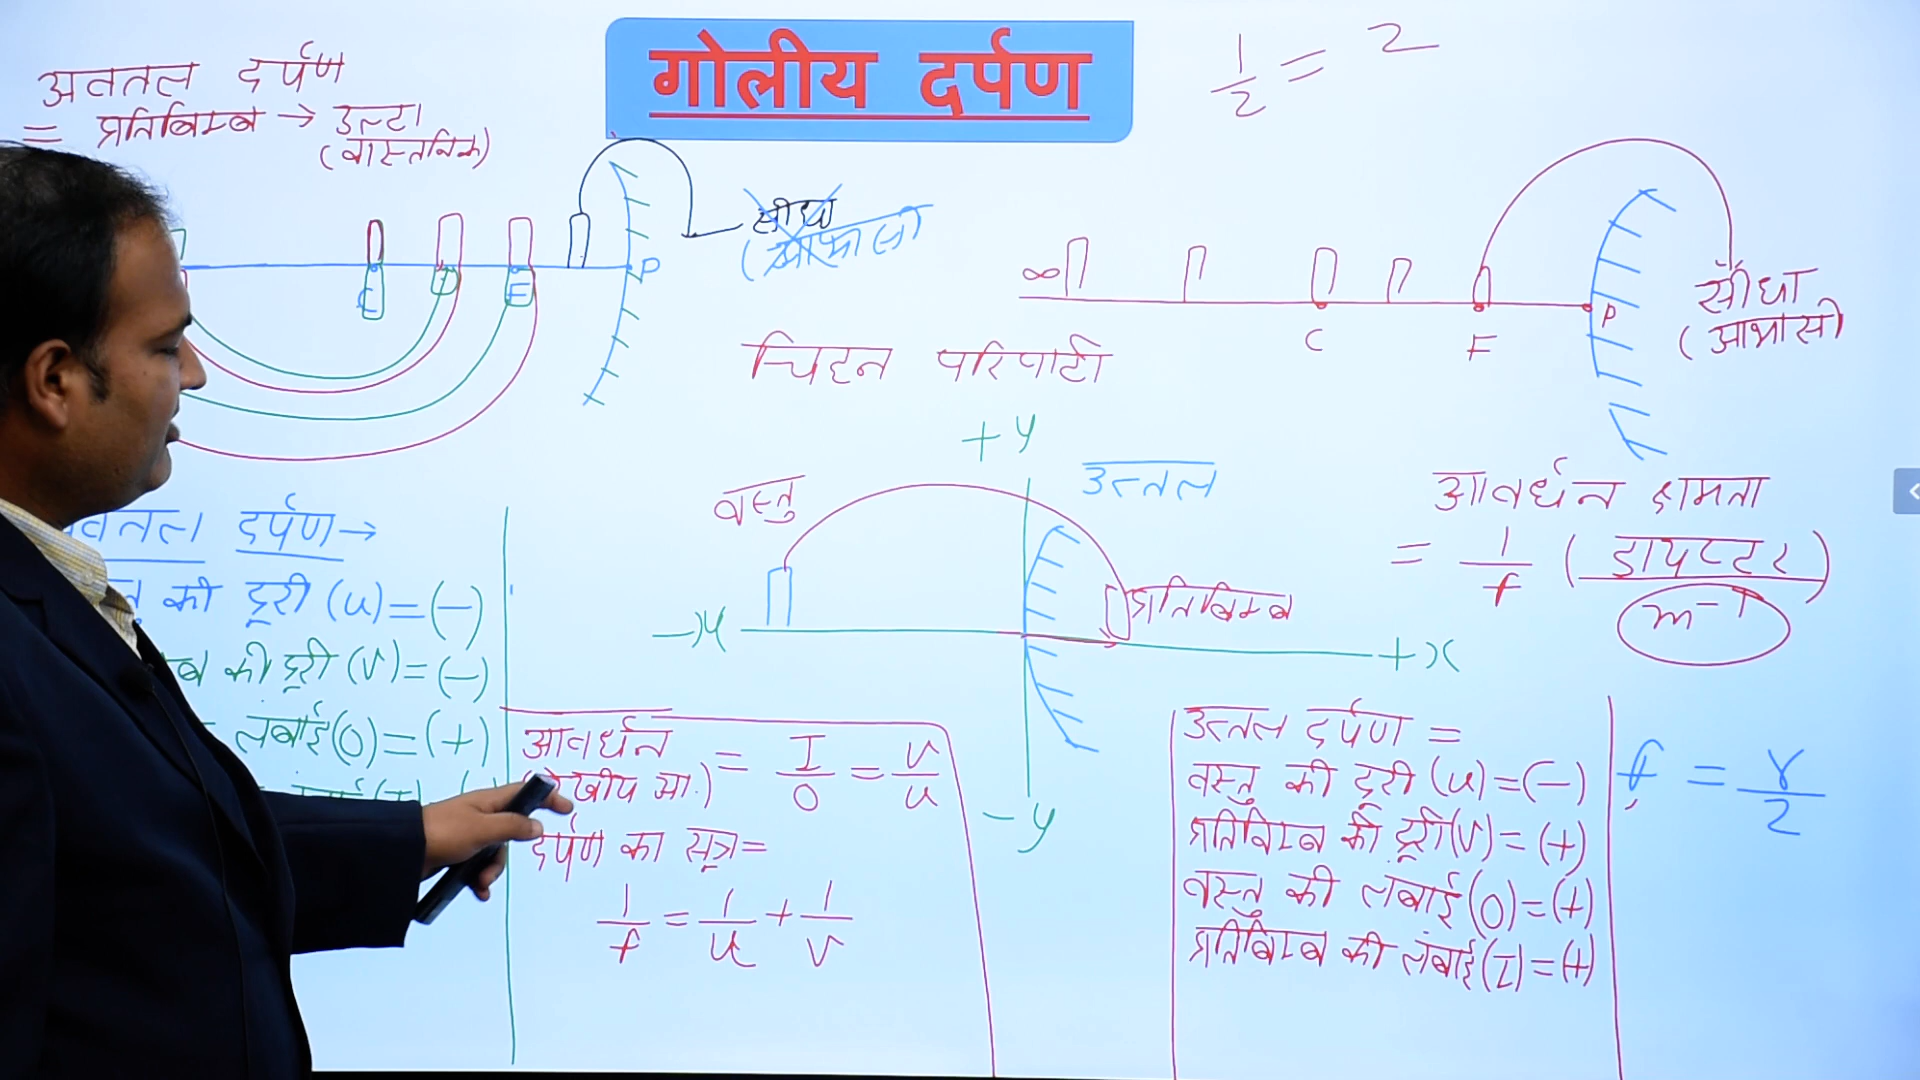 गोलीय दर्पण
1/2 = 2
अवतल दर्पण
= प्रतिबिम्ब → उल्टा
(वास्तविक)
सीधा
(आभासी)
C
F
P
∞
C
F
P
सीधा
(आभासी)
चिह्न परिपाटी
+y
उत्तल
वस्तु
प्रतिबिम्ब
-x
+x
-y
आवर्धन क्षमता
= 1/f (डायप्टर)
m⁻¹
वतल दर्पण →
की दूरी (u) = (-)
म्ब की दूरी (v) = (-)
लंबाई (O) = (+)
आवर्धन = I/O = v/u
मा.)
दर्पण का सूत्र =
1/f = 1/u + 1/v
उत्तल दर्पण =
वस्तु की दूरी (u) = (-)
प्रतिबिम्ब की दूरी (v) = (+)
वस्तु की लंबाई (O) = (+)
प्रतिबिम्ब की लंबाई (I) = (+)
f = r/2